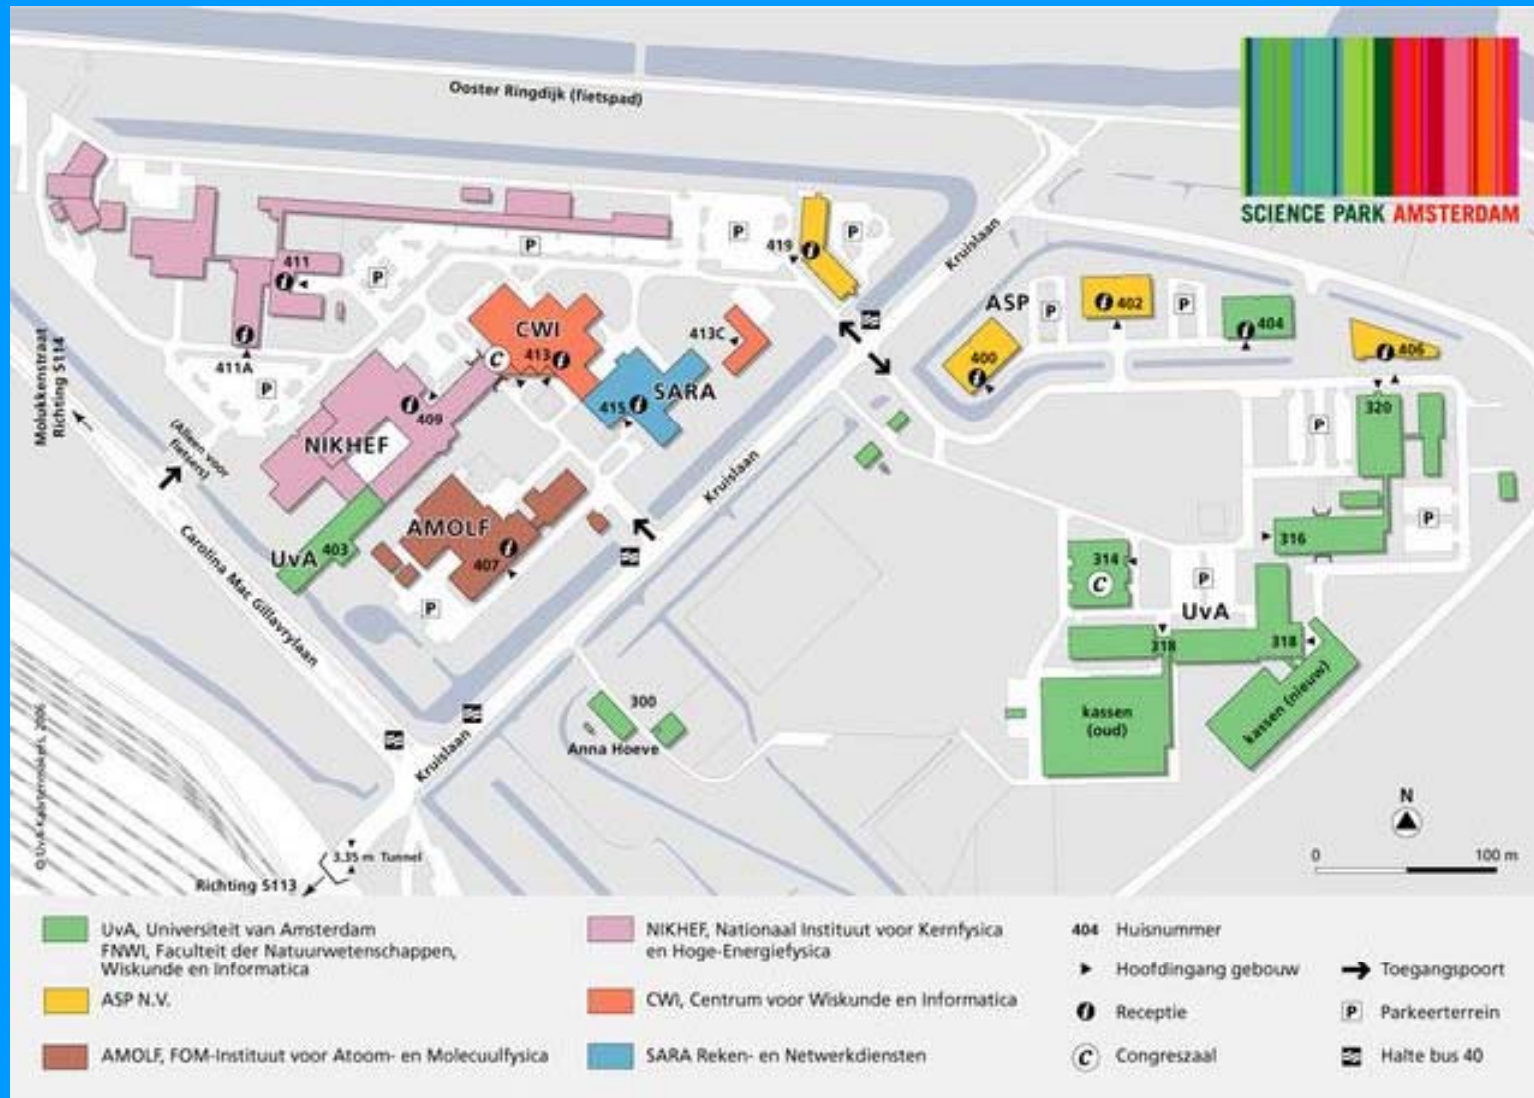 Ooster Ringdijk (fietspad)
SCIENCE PARK AMSTERDAM
Kruislaan
P
P
419
P
411
P
ASP
P
402
P
404
CWI
413C
413
C
400
406
411A
Molukkenstraat
Richting S114
P
SARA
415
409
320
P
NIKHEF
(Alleen voor
fietsers)
Kruislaan
AMOLF
407
P
316
UvA 403
314
C
P
UvA
P
Carolina Mac Gillavrylaan
318
318
300
Anna Hoeve
kassen
(oud)
kassen (nieuw)
Kruislaan
© UvA-Kaartenmakers, 2006
N
0 100 m
3.35 m Tunnel
Richting S113
UvA, Universiteit van Amsterdam
FNWI, Faculteit der Natuurwetenschappen,
Wiskunde en Informatica
ASP N.V.
AMOLF, FOM-Instituut voor Atoom- en Molecuulfysica
NIKHEF, Nationaal Instituut voor Kernfysica
en Hoge-Energiefysica
CWI, Centrum voor Wiskunde en Informatica
SARA Reken- en Netwerkdiensten
404 Huisnummer
Hoofdingang gebouw
i Receptie
C Congreszaal
Toegangspoort
P Parkeerterrein
Halte bus 40